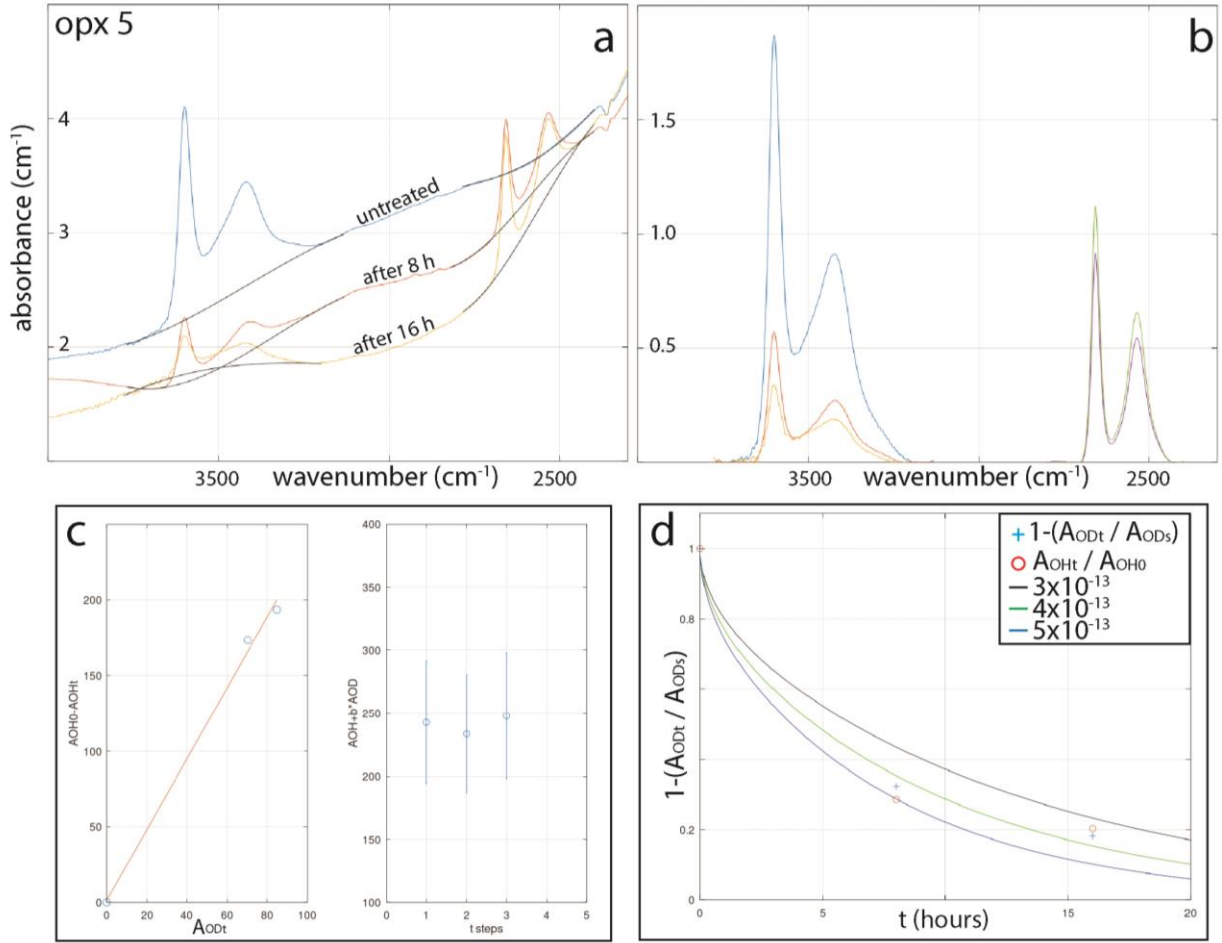 opx 5
a
absorbance (cm-1)
4
3
2
untreated
after 8 h
after 16 h
3500
wavenumber (cm-1)
2500
b
1.5
1.0
0.5
3500
wavenumber (cm-1)
2500
c
AOH0-AOHt
200
150
100
50
0
0 20 40 60 80 100
AODt
AOH+b*AOD
400
350
300
250
200
150
100
0 1 2 3 4 5
t steps
d
1-(AODt / AODs)
1
0.8
0.2
0
0 5 10 15 20
t (hours)
1-(AODt / AODs)
AOHt / AOH0
3x10-13
4x10-13
5x10-13